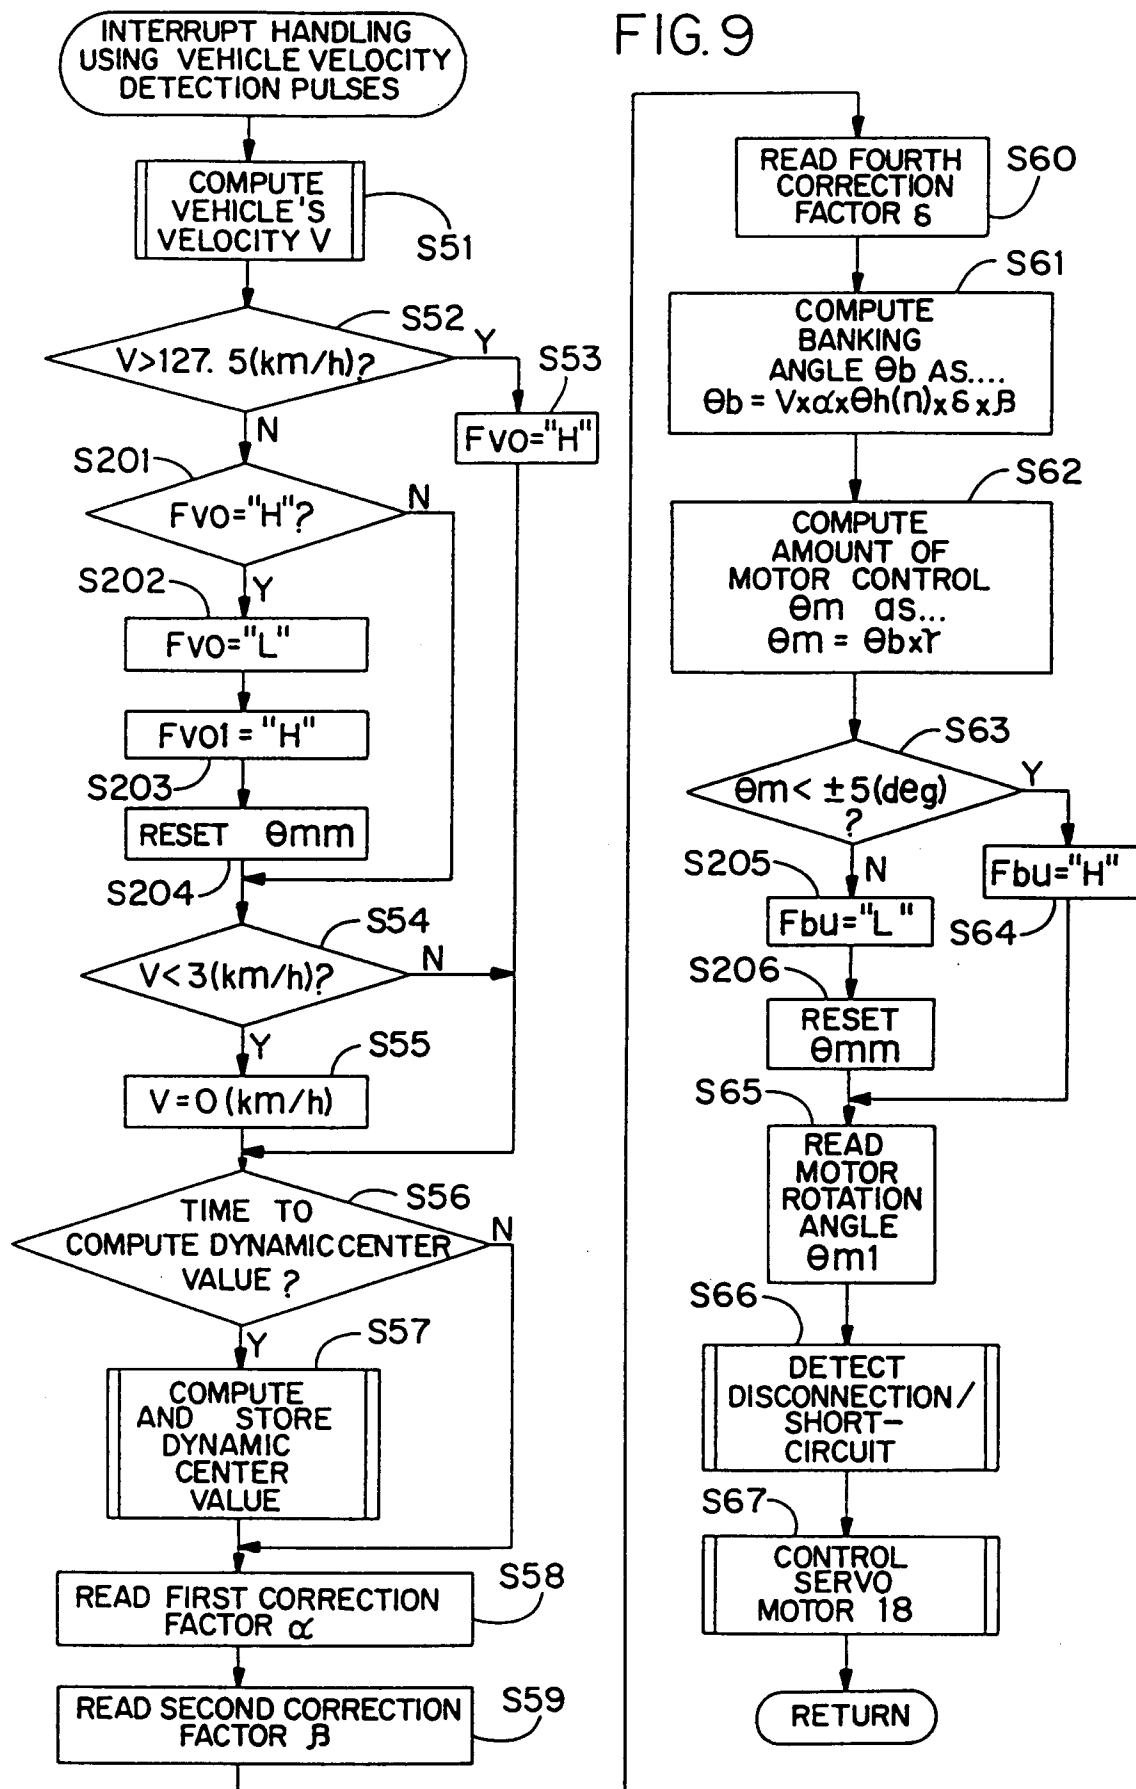 FIG. 9
INTERRUPT HANDLING
USING VEHICLE VELOCITY
DETECTION PULSES
COMPUTE
VEHICLE'S
VELOCITY V
S51
V>127. 5(km/h)?
S52
Y
N
S53
Fvo="H"
S201
Fvo="H"?
N
Y
S202
Fvo="L"
Fvo1="H"
S203
RESET θmm
S204
S54
V<3(km/h)?
N
Y
S55
V=0(km/h)
S56
TIME TO
COMPUTE DYNAMIC CENTER
VALUE?
N
Y
S57
COMPUTE
AND STORE
DYNAMIC
CENTER
VALUE
S58
READ FIRST CORRECTION
FACTOR α
S59
READ SECOND CORRECTION
FACTOR β
READ FOURTH
CORRECTION
FACTOR δ
S60
S61
COMPUTE
BANKING
ANGLE θb AS....
θb = V×α×θh(n)×δ×β
S62
COMPUTE
AMOUNT OF
MOTOR CONTROL
θm as...
θm = θb×γ
S63
θm< ±5(deg)
?
Y
N
S205
Fbu="L"
Fbu="H"
S64
S206
RESET
θmm
S65
READ
MOTOR
ROTATION
ANGLE
θm1
S66
DETECT
DISCONNECTION/
SHORT-
CIRCUIT
S67
CONTROL
SERVO
MOTOR 18
RETURN